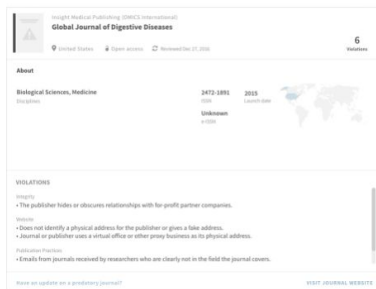 Insight Medical Publishing (OMICS International)
Global Journal of Digestive Diseases
United States Open access Reviewed Dec 17, 2016
6
Violations
About
Biological Sciences, Medicine
Disciplines
2472-1891
ISSN
2015
Launch date
Unknown
e-ISSN
VIOLATIONS
Integrity
• The publisher hides or obscures relationships with for-profit partner companies.
Website
• Does not identify a physical address for the publisher or gives a fake address.
• Journal or publisher uses a virtual office or other proxy business as its physical address.
Publication Practices
• Emails from journals received by researchers who are clearly not in the field the journal covers.
Have an update on a predatory journal?
VISIT JOURNAL WEBSITE